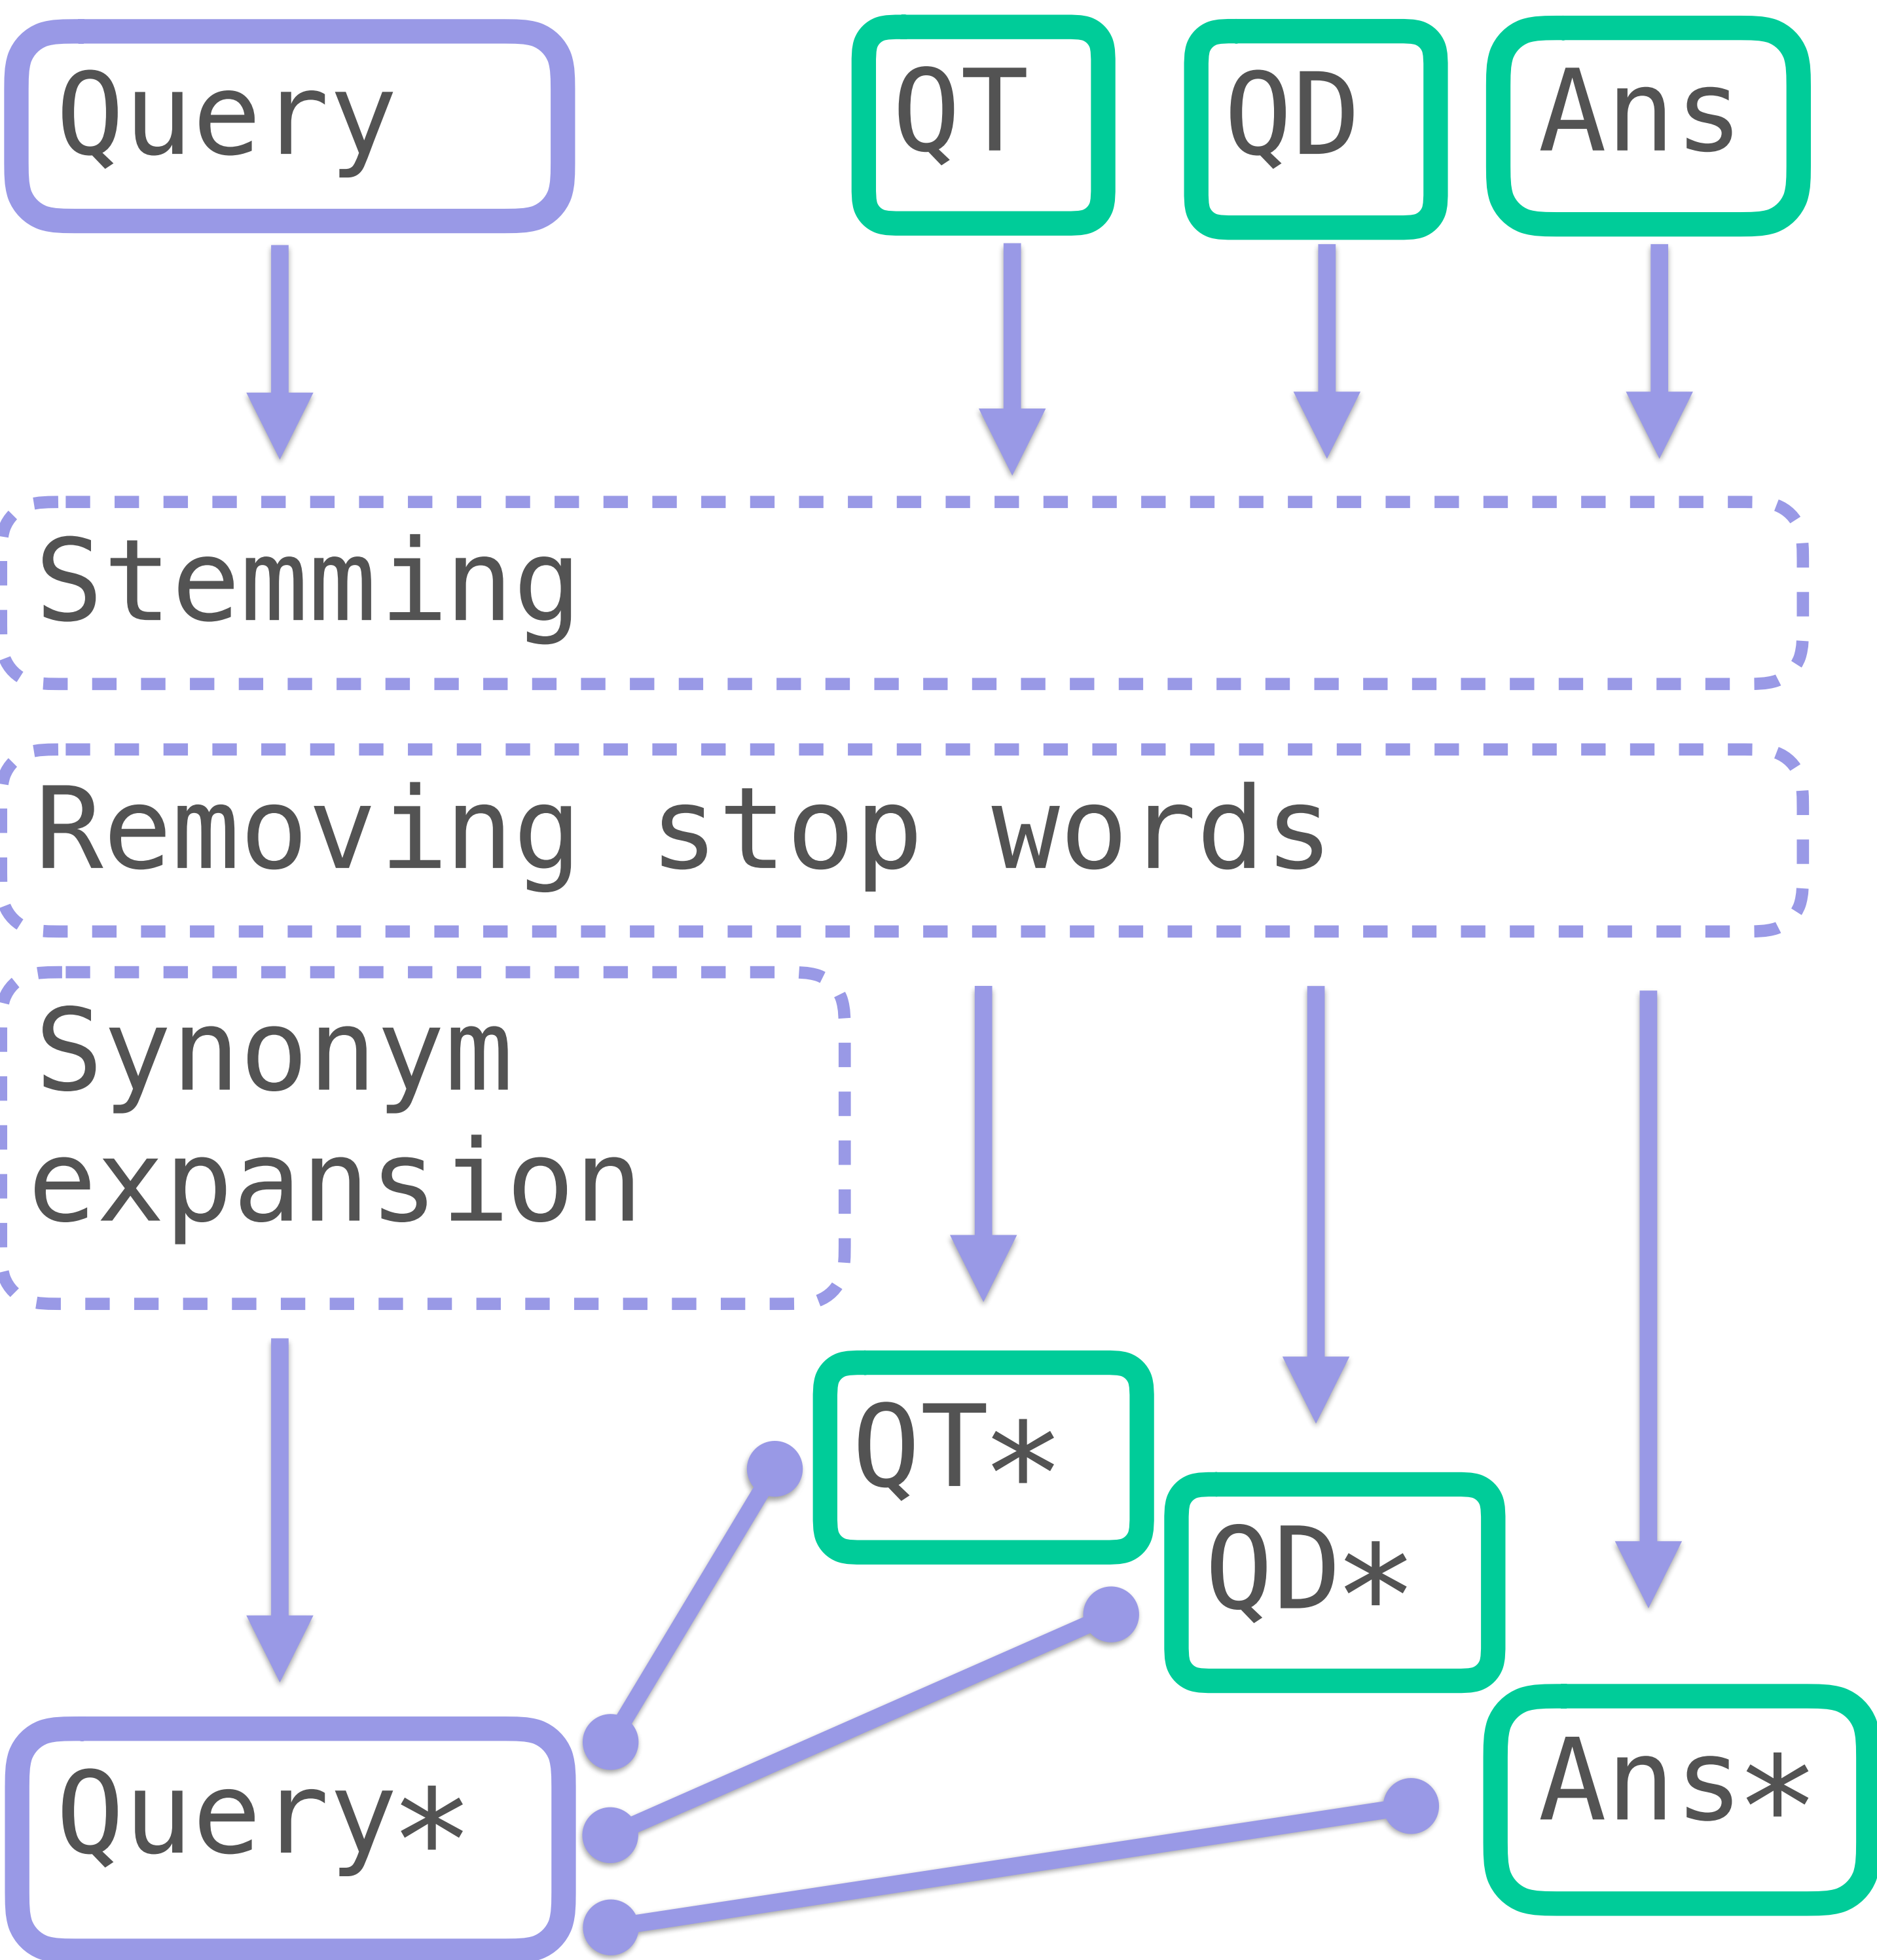 Query
QT
QD
Ans
Stemming
Removing stop words
Synonym
expansion
QT*
QD*
Ans*
Query*